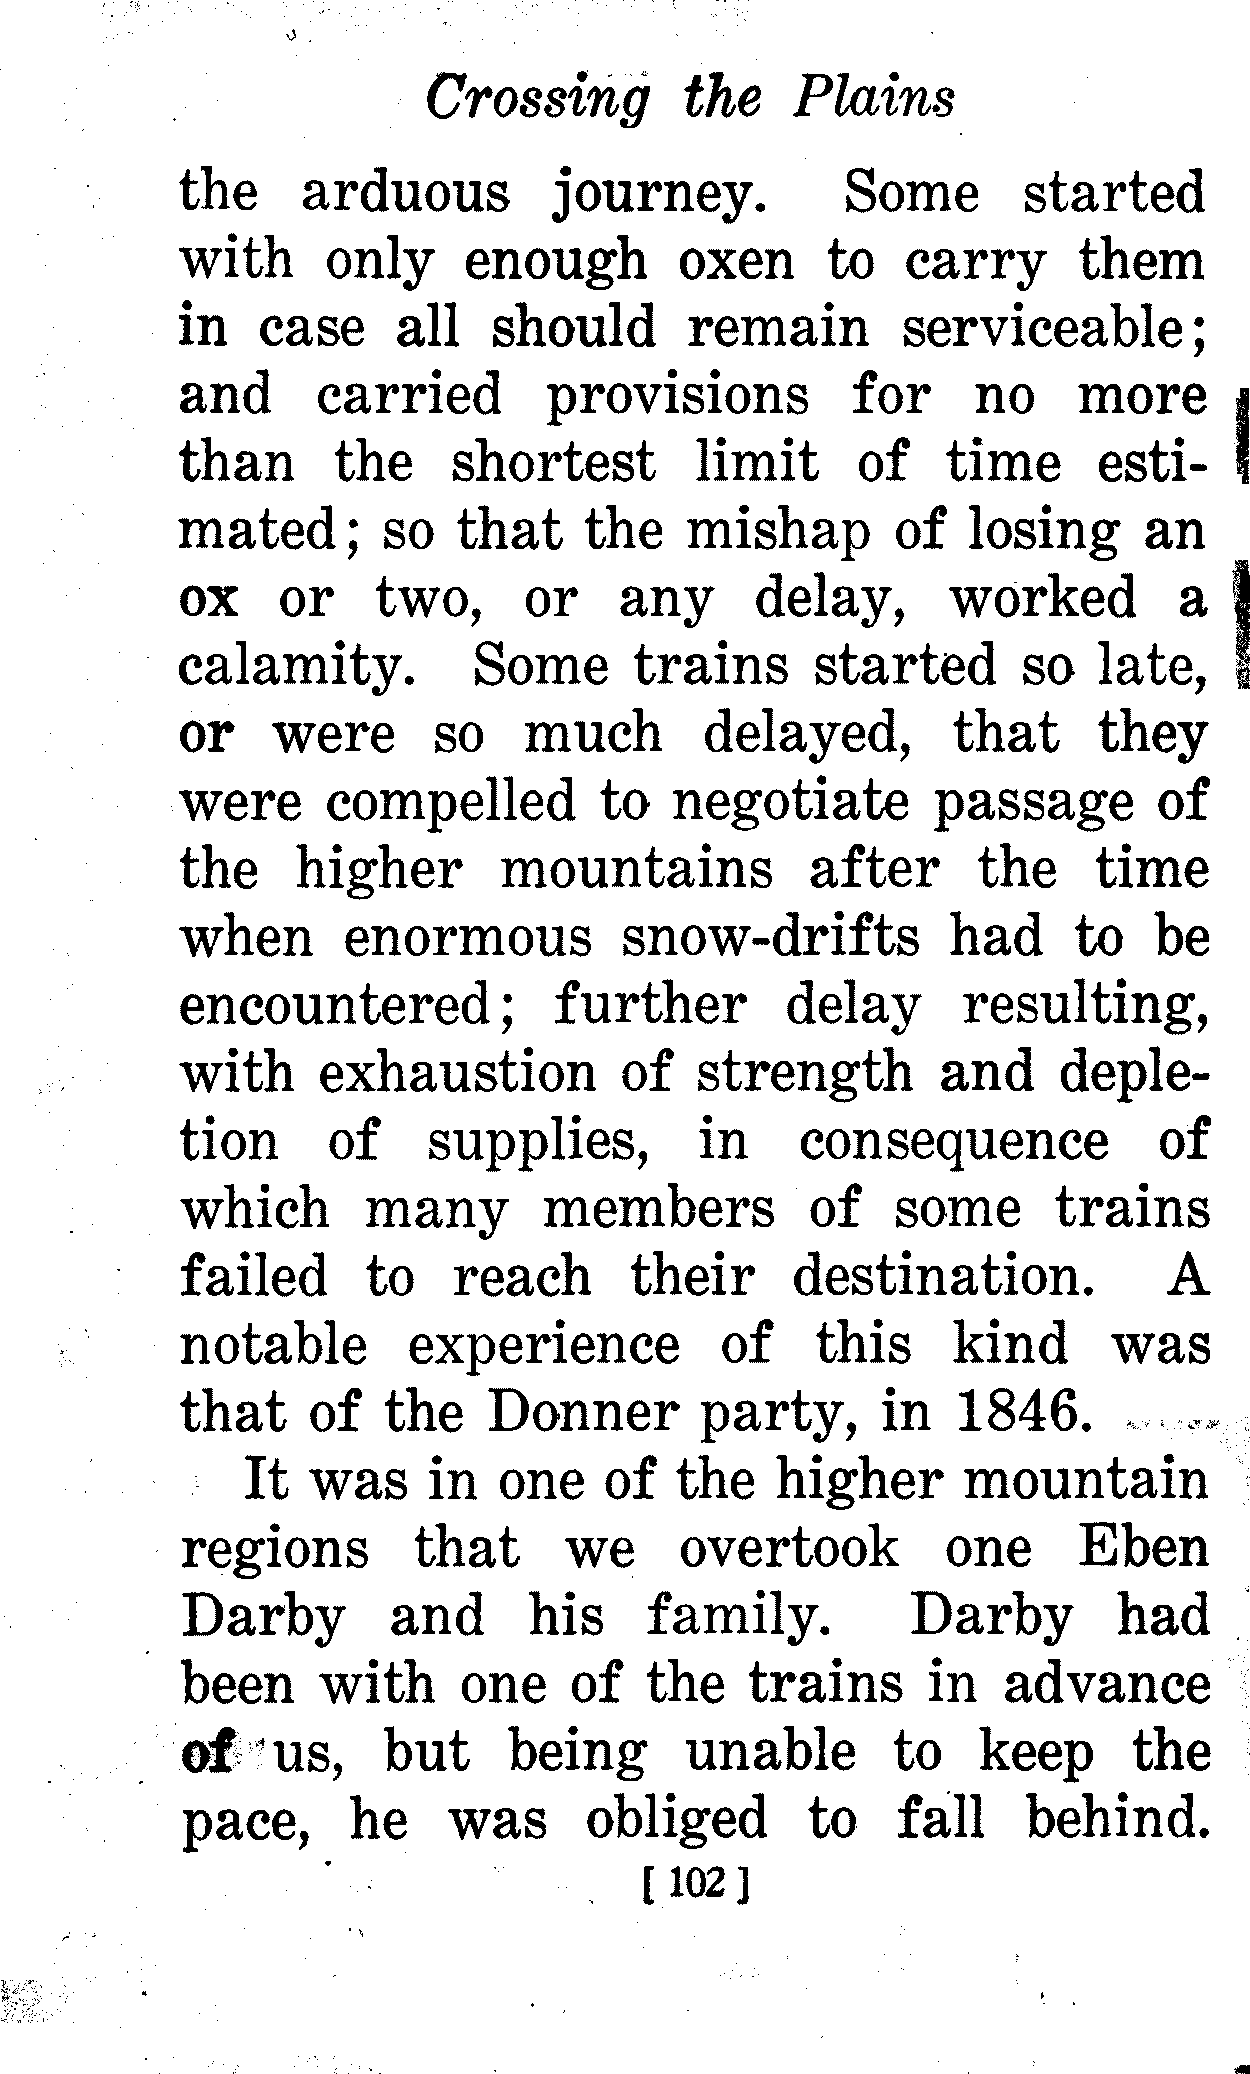 Crossing the Plains
the arduous journey. Some started
with only enough oxen to carry them
in case all should remain serviceable;
and carried provisions for no more
than the shortest limit of time esti-
mated; so that the mishap of losing an
ox or two, or any delay, worked a
calamity. Some trains started so late,
or were so much delayed, that they
were compelled to negotiate passage of
the higher mountains after the time
when enormous snow-drifts had to be
encountered; further delay resulting,
with exhaustion of strength and deple-
tion of supplies, in consequence of
which many members of some trains
failed to reach their destination. A
notable experience of this kind was
that of the Donner party, in 1846.
It was in one of the higher mountain
regions that we overtook one Eben
Darby and his family. Darby had
been with one of the trains in advance
of us, but being unable to keep the
pace, he was obliged to fall behind.
[ 102 ]